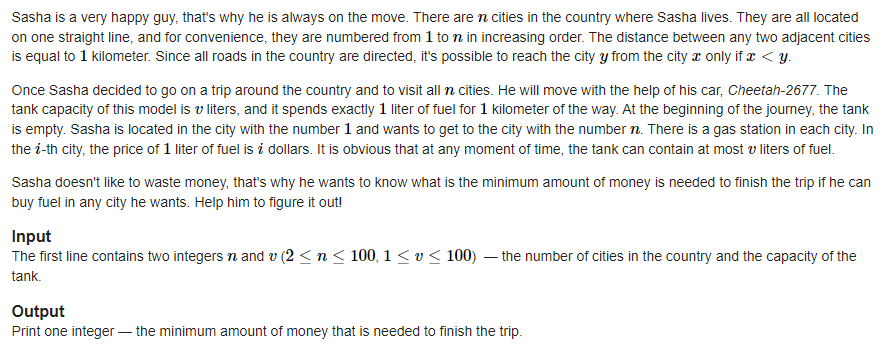 Sasha is a very happy guy, that's why he is always on the move. There are n cities in the country where Sasha lives. They are all located
on one straight line, and for convenience, they are numbered from 1 to n in increasing order. The distance between any two adjacent cities
is equal to 1 kilometer. Since all roads in the country are directed, it's possible to reach the city y from the city x only if x < y.
Once Sasha decided to go on a trip around the country and to visit all n cities. He will move with the help of his car, Cheetah-2677. The
tank capacity of this model is v liters, and it spends exactly 1 liter of fuel for 1 kilometer of the way. At the beginning of the journey, the tank
is empty. Sasha is located in the city with the number 1 and wants to get to the city with the number n. There is a gas station in each city. In
the i-th city, the price of 1 liter of fuel is i dollars. It is obvious that at any moment of time, the tank can contain at most v liters of fuel.
Sasha doesn't like to waste money, that's why he wants to know what is the minimum amount of money is needed to finish the trip if he can
buy fuel in any city he wants. Help him to figure it out!
Input
The first line contains two integers n and v (2 ≤ n ≤ 100, 1 ≤ v ≤ 100) — the number of cities in the country and the capacity of the
tank.
Output
Print one integer — the minimum amount of money that is needed to finish the trip.